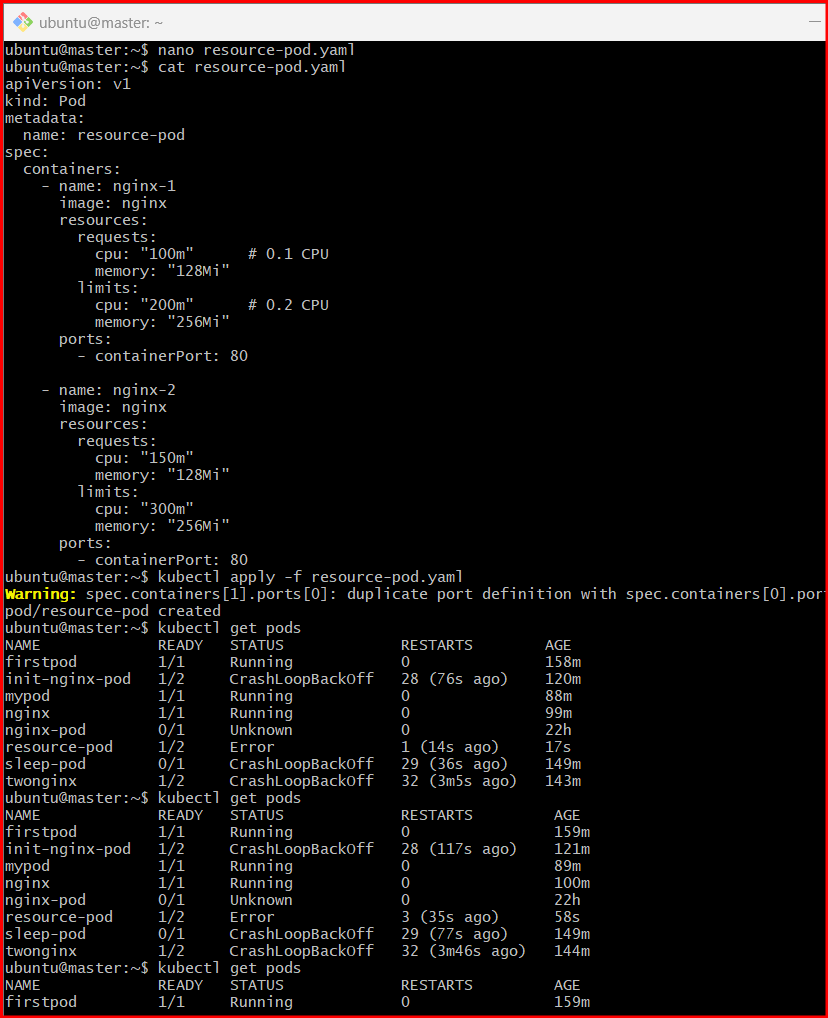 ubuntu@master: ~
ubuntu@master:~$ nano resource-pod.yaml
ubuntu@master:~$ cat resource-pod.yaml
apiVersion: v1
kind: Pod
metadata:
  name: resource-pod
spec:
  containers:
    - name: nginx-1
      image: nginx
      resources:
        requests:
          cpu: "100m"      # 0.1 CPU
          memory: "128Mi"
        limits:
          cpu: "200m"      # 0.2 CPU
          memory: "256Mi"
      ports:
        - containerPort: 80

    - name: nginx-2
      image: nginx
      resources:
        requests:
          cpu: "150m"
          memory: "128Mi"
        limits:
          cpu: "300m"
          memory: "256Mi"
      ports:
        - containerPort: 80
ubuntu@master:~$ kubectl apply -f resource-pod.yaml
Warning: spec.containers[1].ports[0]: duplicate port definition with spec.containers[0].por
pod/resource-pod created
ubuntu@master:~$ kubectl get pods
NAME             READY   STATUS             RESTARTS        AGE
firstpod         1/1     Running            0               158m
init-nginx-pod   1/2     CrashLoopBackOff   28 (76s ago)    120m
mypod            1/1     Running            0               88m
nginx            1/1     Running            0               99m
nginx-pod        0/1     Unknown            0               22h
resource-pod     1/2     Error              1 (14s ago)     17s
sleep-pod        0/1     CrashLoopBackOff   29 (36s ago)    149m
twonginx         1/2     CrashLoopBackOff   32 (3m5s ago)   143m
ubuntu@master:~$ kubectl get pods
NAME             READY   STATUS             RESTARTS         AGE
firstpod         1/1     Running            0                159m
init-nginx-pod   1/2     CrashLoopBackOff   28 (117s ago)    121m
mypod            1/1     Running            0                89m
nginx            1/1     Running            0                100m
nginx-pod        0/1     Unknown            0                22h
resource-pod     1/2     Error              3 (35s ago)      58s
sleep-pod        0/1     CrashLoopBackOff   29 (77s ago)     149m
twonginx         1/2     CrashLoopBackOff   32 (3m46s ago)   144m
ubuntu@master:~$ kubectl get pods
NAME             READY   STATUS             RESTARTS         AGE
firstpod         1/1     Running            0                159m